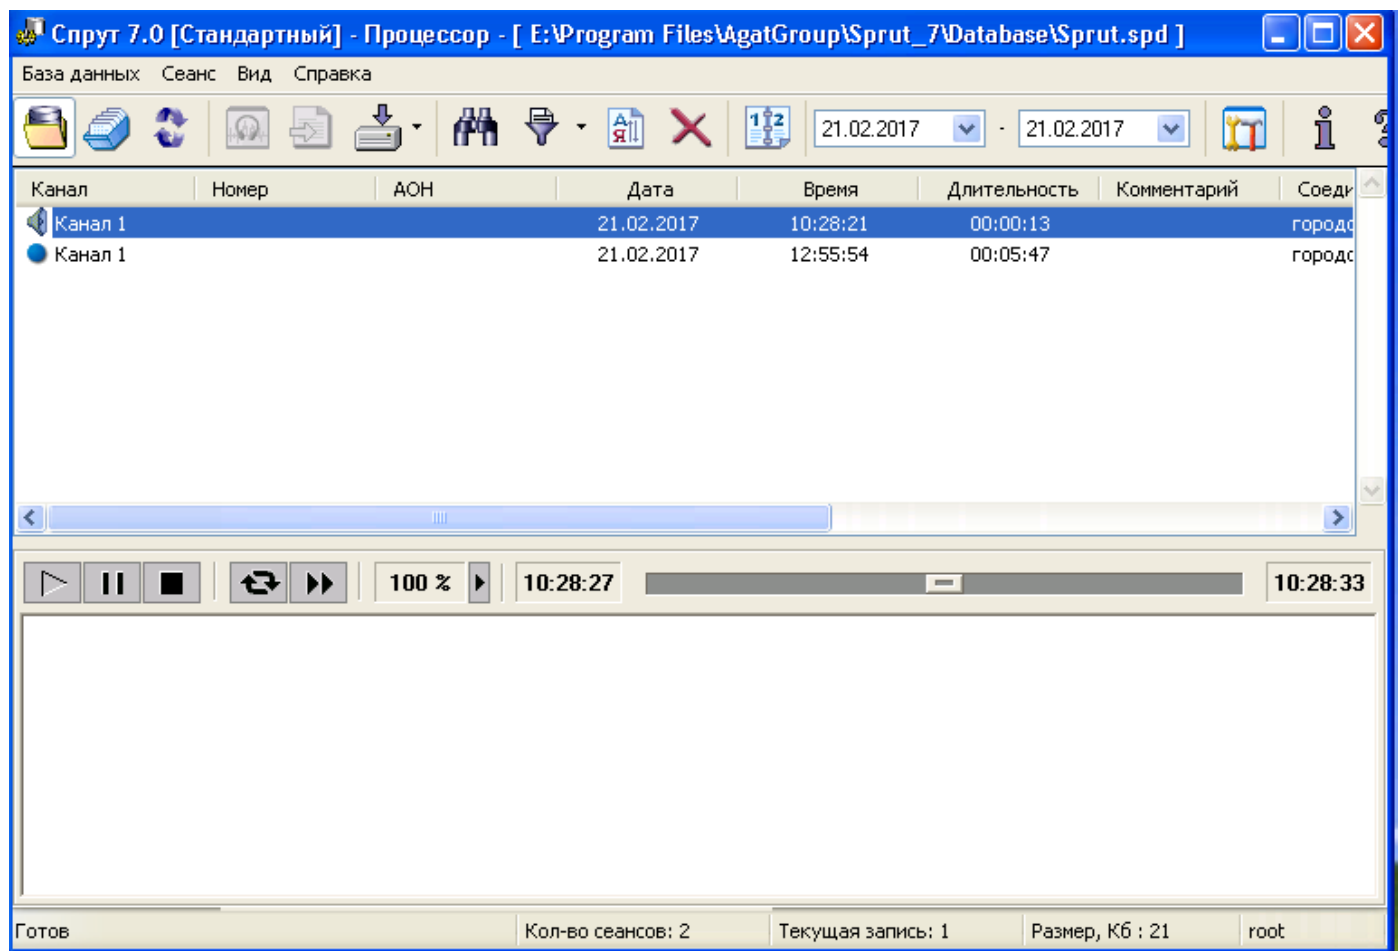 Спрут 7.0 [Стандартный] - Процессор - [ E:\Program Files\AgatGroup\Sprut_7\Database\Sprut.spd ]
База данных Сеанс Вид Справка
21.02.2017 - 21.02.2017
Канал Номер АОН Дата Время Длительность Комментарий Соеди
Канал 1 21.02.2017 10:28:21 00:00:13 городс
Канал 1 21.02.2017 12:55:54 00:05:47 городс
100 % 10:28:27 10:28:33
Готов Кол-во сеансов: 2 Текущая запись: 1 Размер, Кб : 21 root